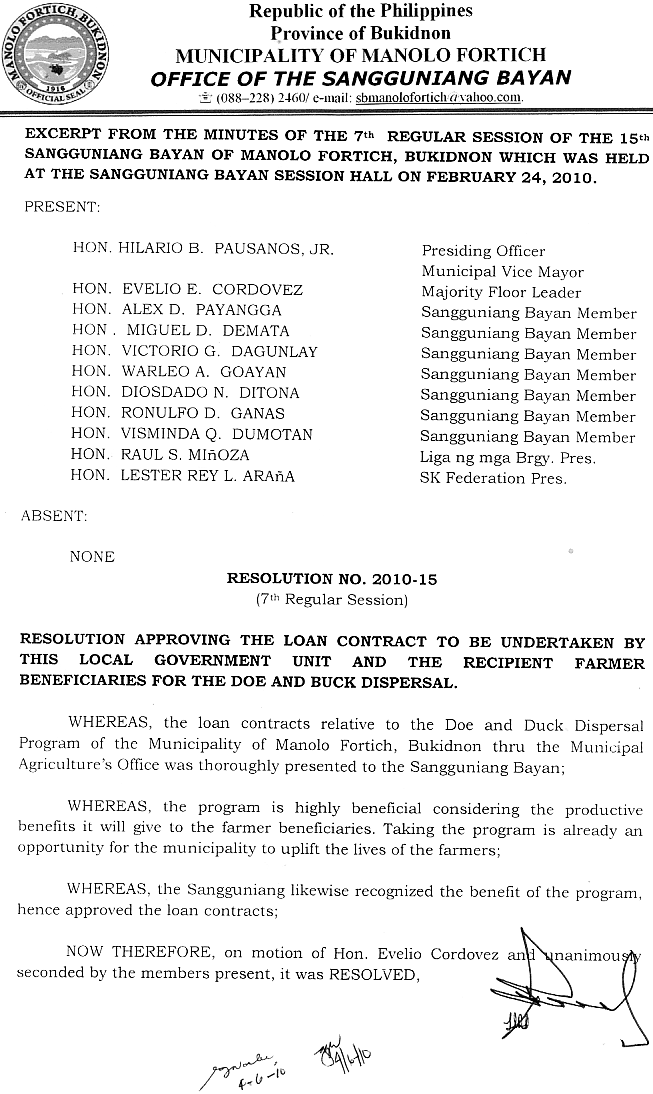 MANOLO FORTICH, BUKIDNON
1916
OFFICIAL SEAL
Republic of the Philippines
Province of Bukidnon
MUNICIPALITY OF MANOLO FORTICH
OFFICE OF THE SANGGUNIANG BAYAN
☏ (088–228) 2460/ e-mail: sbmanolofortich@yahoo.com.
EXCERPT FROM THE MINUTES OF THE 7th REGULAR SESSION OF THE 15th
SANGGUNIANG BAYAN OF MANOLO FORTICH, BUKIDNON WHICH WAS HELD
AT THE SANGGUNIANG BAYAN SESSION HALL ON FEBRUARY 24, 2010.
PRESENT:
HON. HILARIO B. PAUSANOS, JR. Presiding Officer
Municipal Vice Mayor
HON. EVELIO E. CORDOVEZ Majority Floor Leader
HON. ALEX D. PAYANGGA Sangguniang Bayan Member
HON . MIGUEL D. DEMATA Sangguniang Bayan Member
HON. VICTORIO G. DAGUNLAY Sangguniang Bayan Member
HON. WARLEO A. GOAYAN Sangguniang Bayan Member
HON. DIOSDADO N. DITONA Sangguniang Bayan Member
HON. RONULFO D. GANAS Sangguniang Bayan Member
HON. VISMINDA Q. DUMOTAN Sangguniang Bayan Member
HON. RAUL S. MIñOZA Liga ng mga Brgy. Pres.
HON. LESTER REY L. ARAñA SK Federation Pres.
ABSENT:
NONE
RESOLUTION NO. 2010-15
(7th Regular Session)
RESOLUTION APPROVING THE LOAN CONTRACT TO BE UNDERTAKEN BY
THIS LOCAL GOVERNMENT UNIT AND THE RECIPIENT FARMER
BENEFICIARIES FOR THE DOE AND BUCK DISPERSAL.
WHEREAS, the loan contracts relative to the Doe and Duck Dispersal
Program of the Municipality of Manolo Fortich, Bukidnon thru the Municipal
Agriculture's Office was thoroughly presented to the Sangguniang Bayan;
WHEREAS, the program is highly beneficial considering the productive
benefits it will give to the farmer beneficiaries. Taking the program is already an
opportunity for the municipality to uplift the lives of the farmers;
WHEREAS, the Sangguniang likewise recognized the benefit of the program,
hence approved the loan contracts;
NOW THEREFORE, on motion of Hon. Evelio Cordovez and unanimously
seconded by the members present, it was RESOLVED,
4-6-10